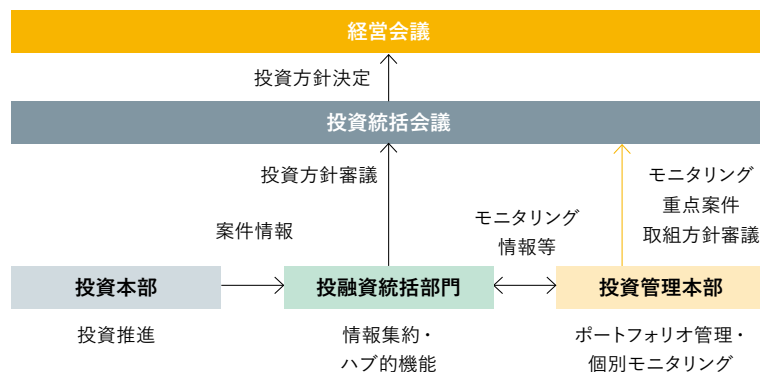 経営会議
投資方針決定
投資統括会議
投資方針審議
モニタリング
重点案件
取組方針審議
案件情報
モニタリング
情報等
投資本部
投融資統括部門
投資管理本部
投資推進
情報集約・
ハブ的機能
ポートフォリオ管理・
個別モニタリング